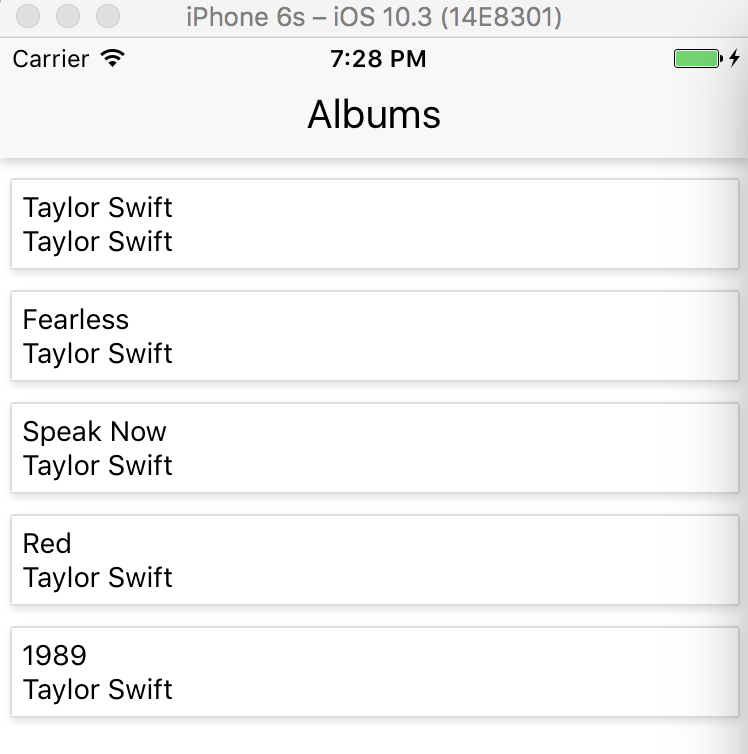 iPhone 6s – iOS 10.3 (14E8301)
Carrier 7:28 PM
Albums
Taylor Swift
Taylor Swift
Fearless
Taylor Swift
Speak Now
Taylor Swift
Red
Taylor Swift
1989
Taylor Swift